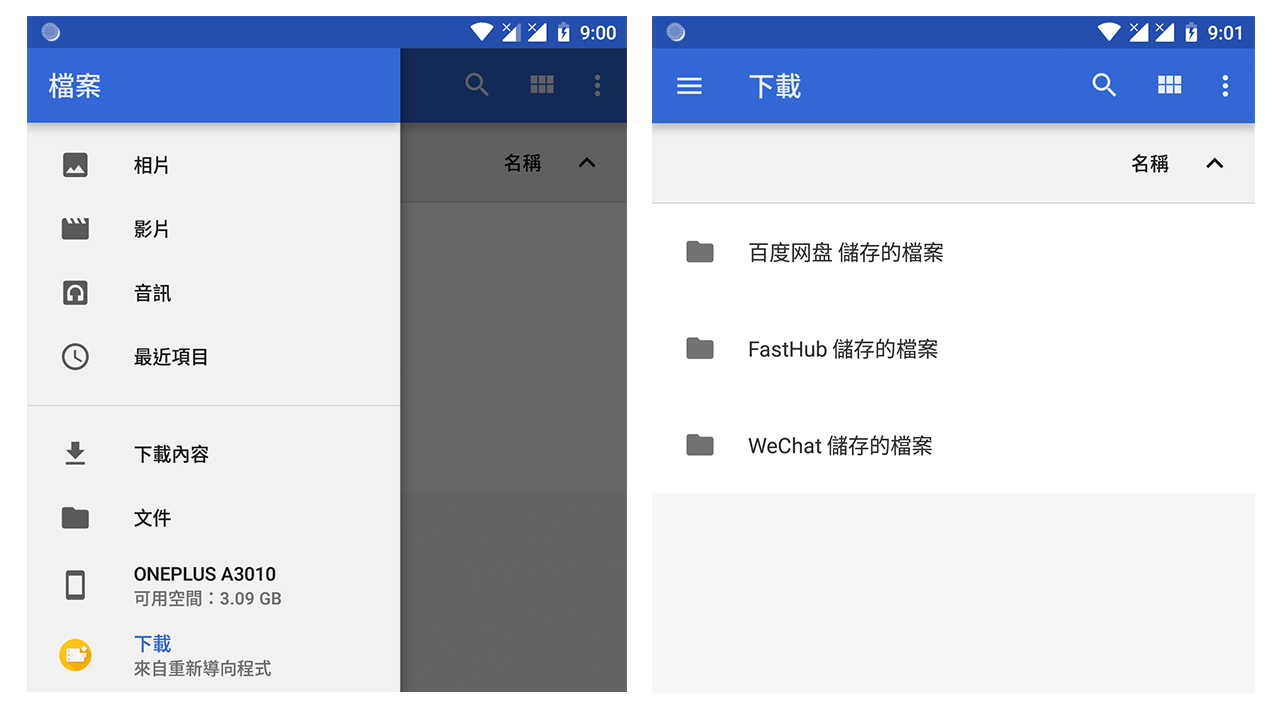 9:00
檔案
名稱
相片
影片
音訊
最近項目
下載內容
文件
ONEPLUS A3010
可用空間：3.09 GB
下載
來自重新導向程式
9:01
下載
名稱
百度网盘 儲存的檔案
FastHub 儲存的檔案
WeChat 儲存的檔案